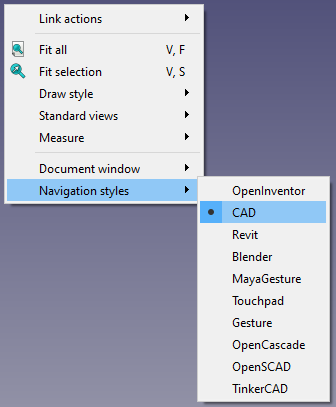 Link actions
Fit all V, F
Fit selection V, S
Draw style
Standard views
Measure
Document window
Navigation styles
OpenInventor
CAD
Revit
Blender
MayaGesture
Touchpad
Gesture
OpenCascade
OpenSCAD
TinkerCAD